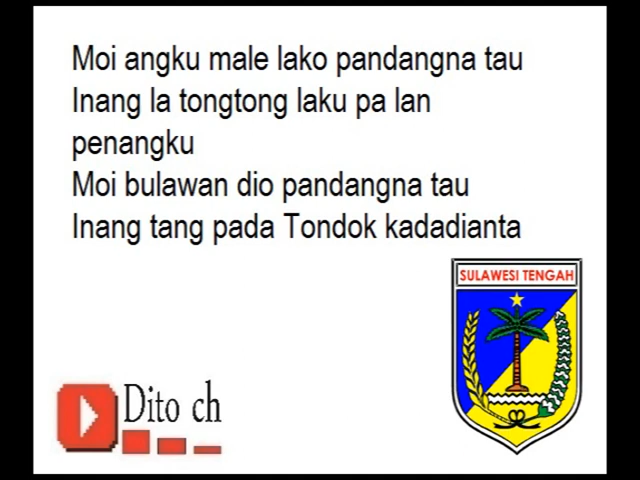 Moi angku male lako pandangna tau
Inang la tongtong laku pa lan
penangku
Moi bulawan dio pandangna tau
Inang tang pada Tondok kadadianta
SULAWESI TENGAH
Dito ch